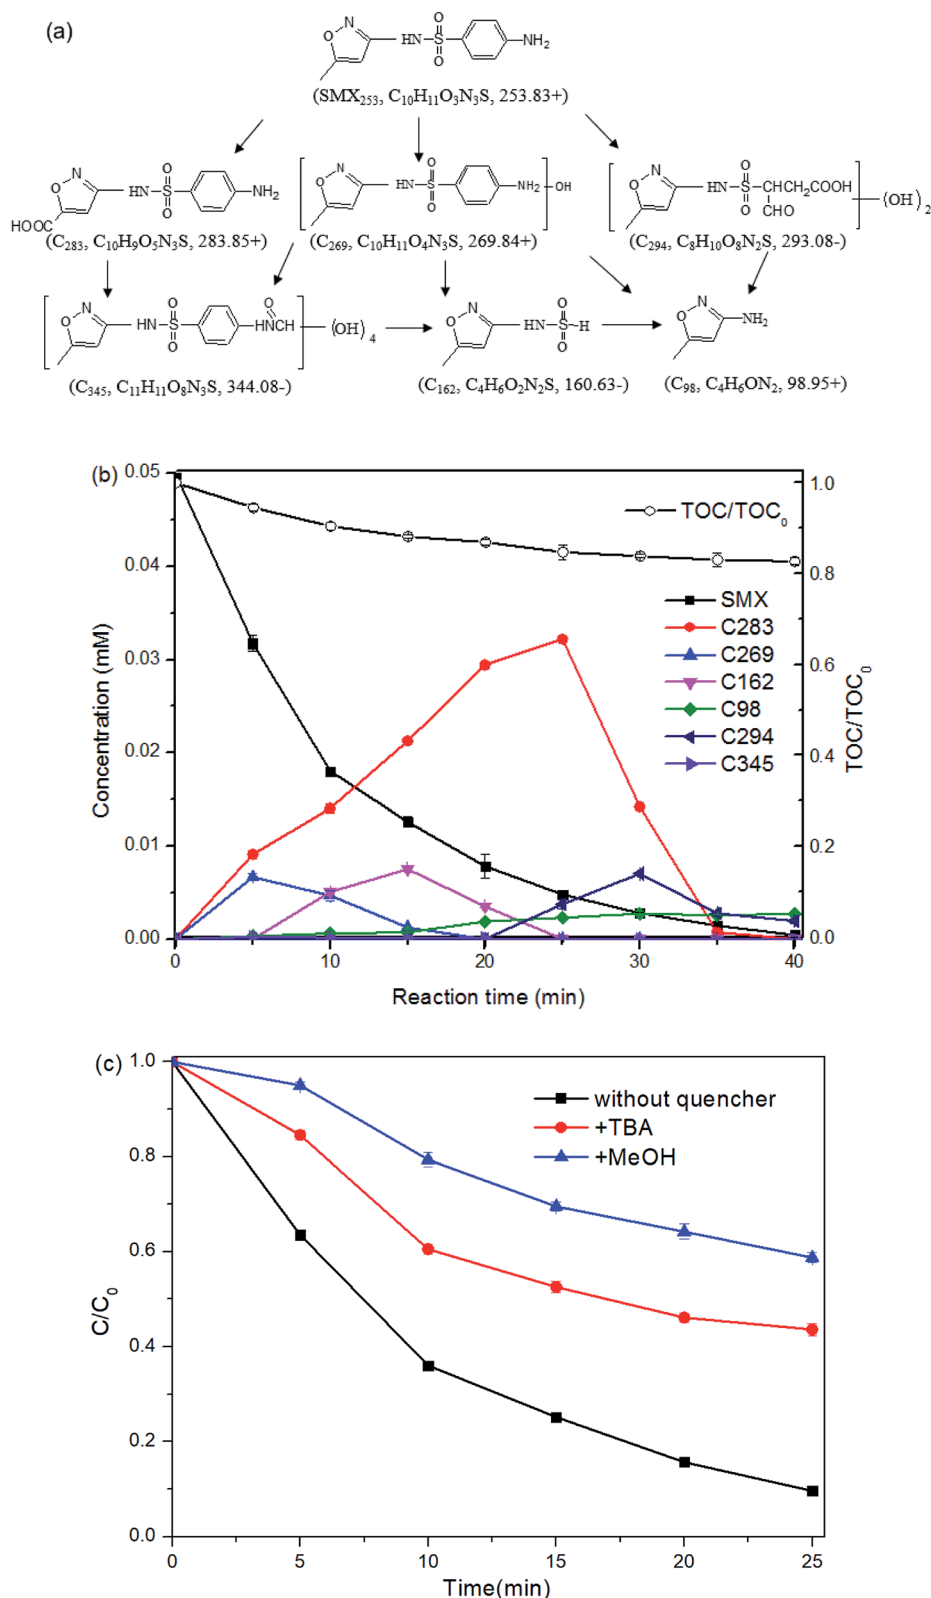 (a)
N
O
HN
O
S
O
NH₂
(SMX₂₅₃, C₁₀H₁₁O₃N₃S, 253.83+)
N
O
HOOC
HN
O
S
O
NH₂
(C₂₈₃, C₁₀H₉O₅N₃S, 283.85+)
N
O
HN
O
S
O
NH₂
OH
(C₂₆₉, C₁₀H₁₁O₄N₃S, 269.84+)
N
O
HN
O
S
O
CHCH₂COOH
CHO
(OH)₂
(C₂₉₄, C₈H₁₀O₈N₂S, 293.08-)
N
O
HN
O
S
O
O
HNCH
(OH)₄
(C₃₄₅, C₁₁H₁₁O₈N₃S, 344.08-)
N
O
HN
O
S
O
H
(C₁₆₂, C₄H₆O₂N₂S, 160.63-)
N
O
NH₂
(C₉₈, C₄H₆ON₂, 98.95+)
(b)
0.05
0.04
0.03
0.02
0.01
0.00
Concentration (mM)
1.0
0.8
0.6
0.4
0.2
0.0
TOC/TOC₀
TOC/TOC₀
SMX
C283
C269
C162
C98
C294
C345
0 10 20 30 40
Reaction time (min)
(c)
1.0
0.8
0.6
0.4
0.2
0.0
C/C₀
without quencher
+TBA
+MeOH
0 5 10 15 20 25
Time(min)